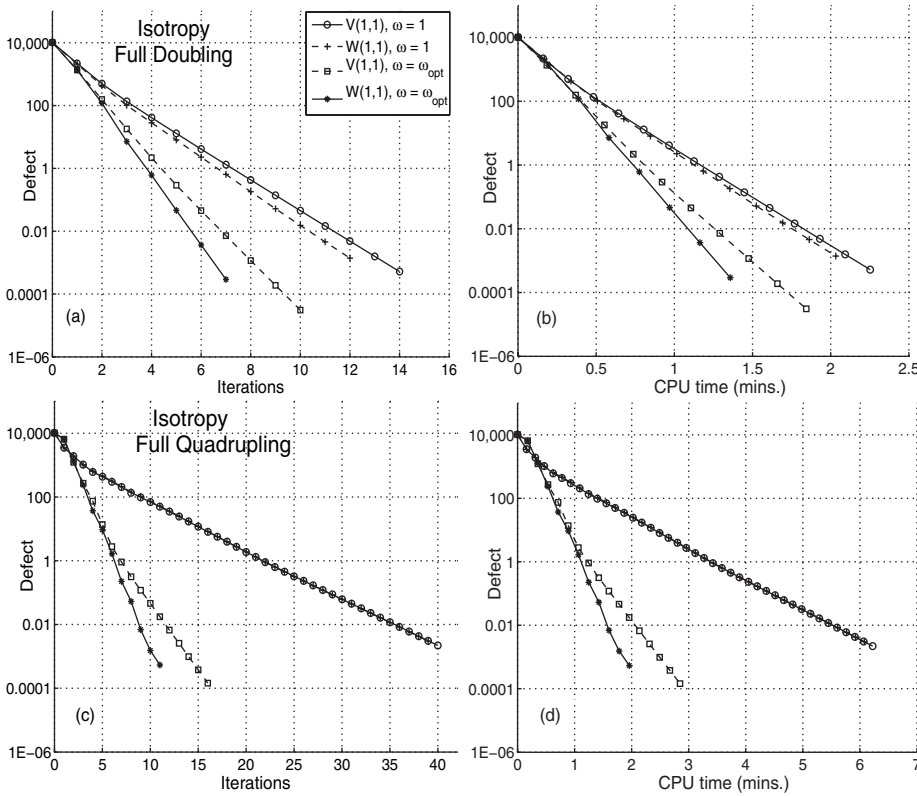 Isotropy
Full Doubling
V(1,1), ω = 1
W(1,1), ω = 1
V(1,1), ω = ωopt
W(1,1), ω = ωopt
10,000
100
1
0.01
0.0001
1E−06
Defect
(a)
0 2 4 6 8 10 12 14 16
Iterations
10,000
100
1
0.01
0.0001
1E−06
Defect
(b)
0 0.5 1 1.5 2 2.5
CPU time (mins.)
Isotropy
Full Quadrupling
10,000
100
1
0.01
0.0001
1E−06
Defect
(c)
0 5 10 15 20 25 30 35 40
Iterations
10,000
100
1
0.01
0.0001
1E−06
Defect
(d)
0 1 2 3 4 5 6 7
CPU time (mins.)